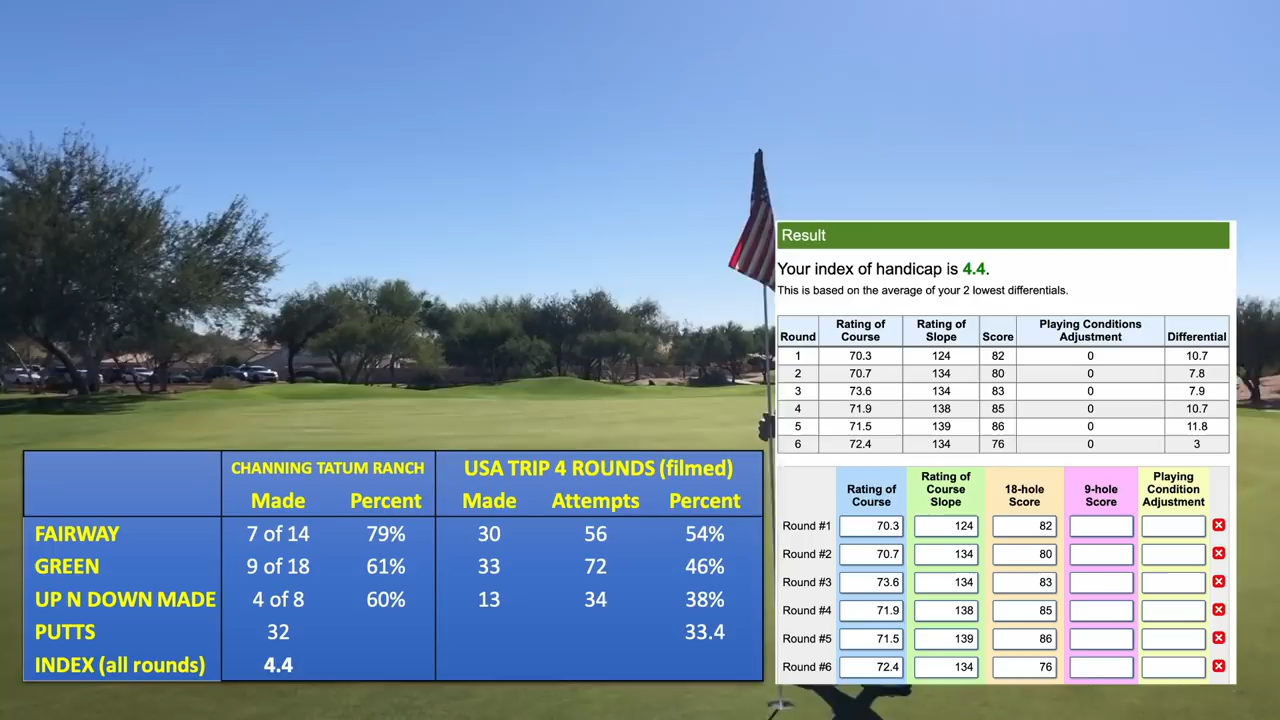 Result
Your index of handicap is 4.4.
This is based on the average of your 2 lowest differentials.
Round Rating of Course Rating of Slope Score Playing Conditions Adjustment Differential
1 70.3 124 82 0 10.7
2 70.7 134 80 0 7.8
3 73.6 134 83 0 7.9
4 71.9 138 85 0 10.7
5 71.5 139 86 0 11.8
6 72.4 134 76 0 3
CHANNING TATUM RANCH USA TRIP 4 ROUNDS (filmed)
Made Percent Made Attempts Percent
FAIRWAY 7 of 14 79% 30 56 54%
GREEN 9 of 18 61% 33 72 46%
UP N DOWN MADE 4 of 8 60% 13 34 38%
PUTTS 32 33.4
INDEX (all rounds) 4.4
Rating of Course Rating of Course Slope 18-hole Score 9-hole Score Playing Condition Adjustment
Round #1 70.3 124 82
Round #2 70.7 134 80
Round #3 73.6 134 83
Round #4 71.9 138 85
Round #5 71.5 139 86
Round #6 72.4 134 76